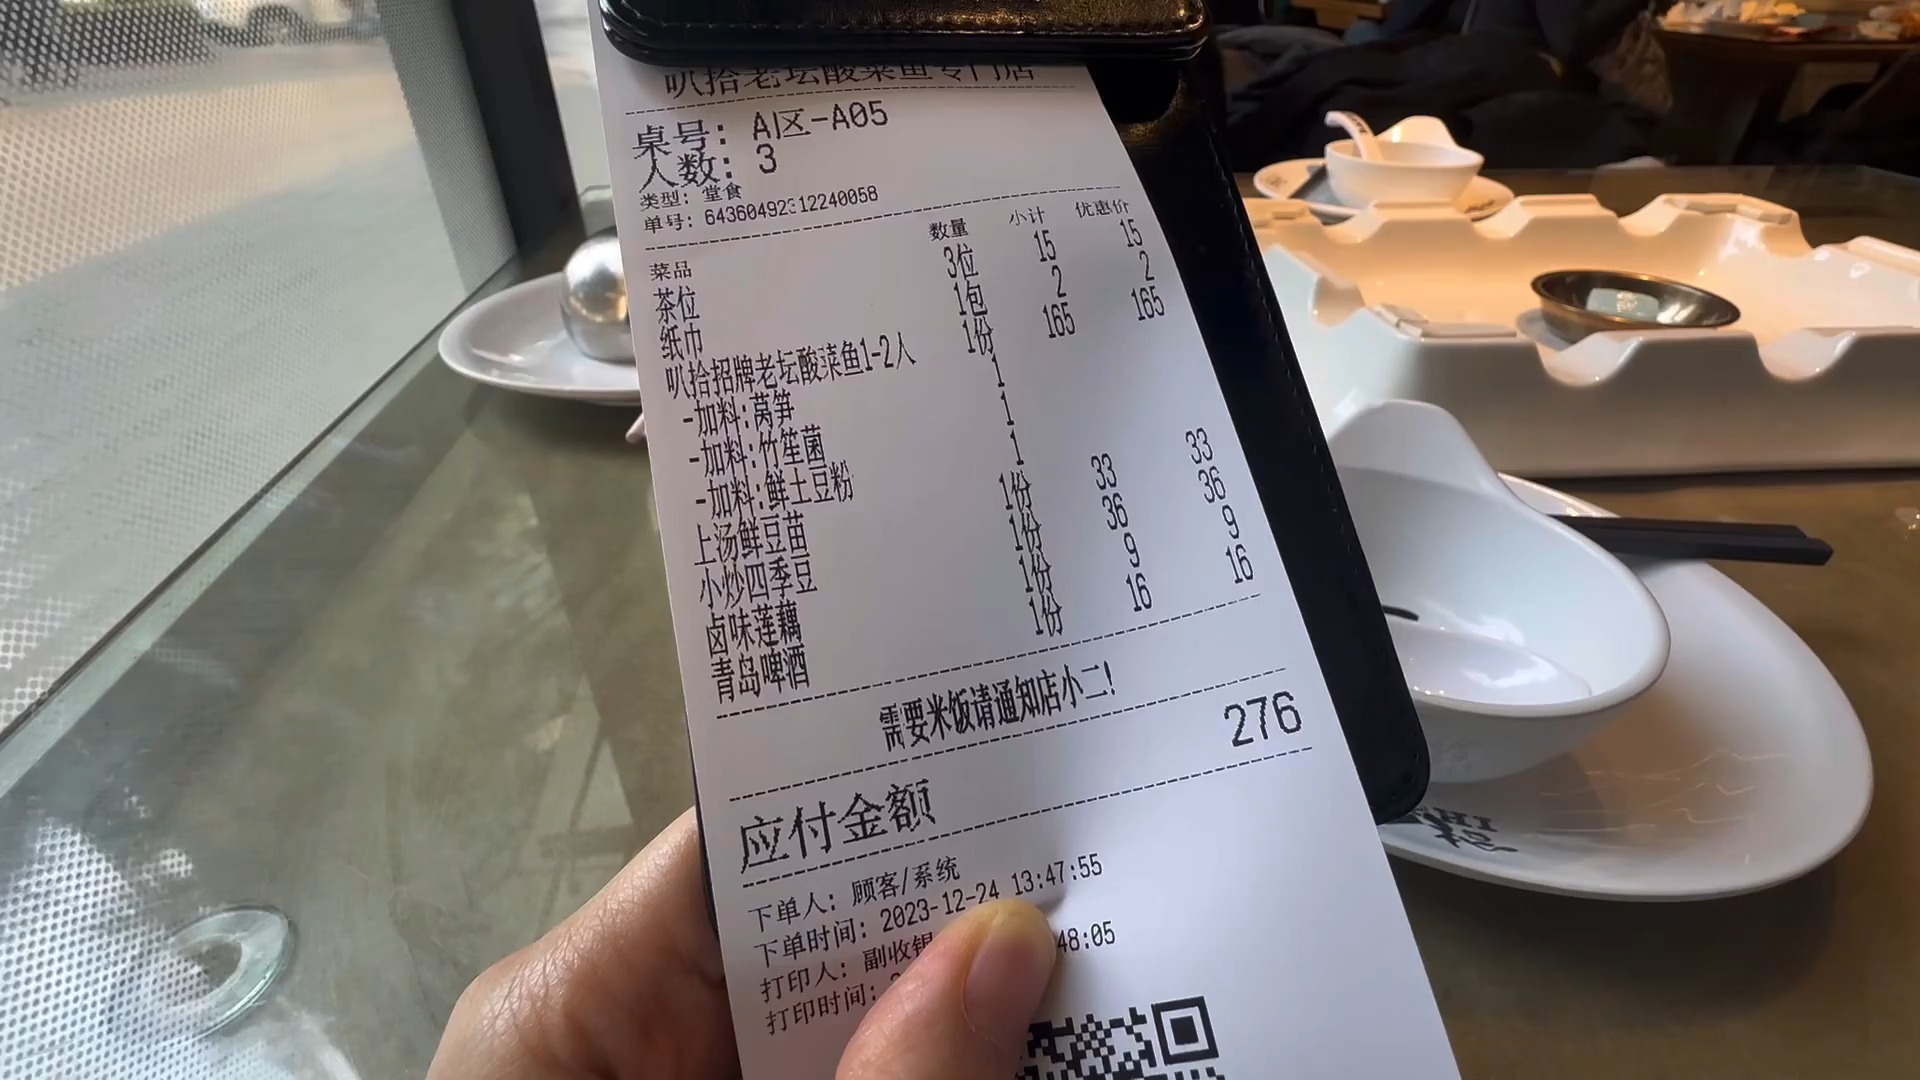 叭拾老坛酸菜鱼专门店
桌号: A区-A05
人数: 3
类型: 堂食
单号: 64360492312240058
菜品 数量 小计 优惠价
茶位 3位 15 15
纸巾 1包 2 2
叭拾招牌老坛酸菜鱼1-2人 1份 165 165
-加料:莴笋 1
-加料:竹笙菌 1
-加料:鲜土豆粉 1
上汤鲜豆苗 1份 33 33
小炒四季豆 1份 36 36
卤味莲藕 1份 9 9
青岛啤酒 1份 16 16
需要米饭请通知店小二!
应付金额 276
下单人: 顾客/系统
下单时间: 2023-12-24 13:47:55
打印人: 副收银
打印时间: 48:05